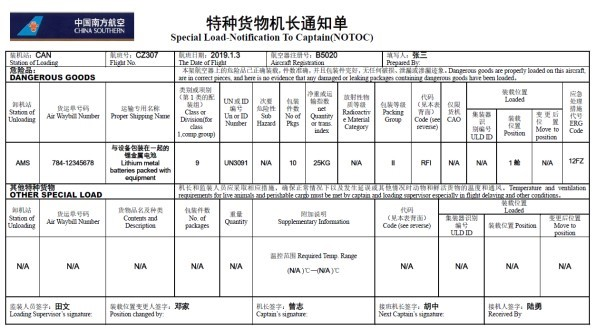 中国南方航空
CHINA SOUTHERN
特种货物机长通知单
Special Load-Notification To Captain(NOTOC)
装机站: CAN
Station of Loading
航班号: CZ307
Flight No.
航班日期: 2019.1.3
The Date of Flight
航空器注册号: B5020
Aircraft Registration
填写人: 张三
Prepared By:
危险品:
DANGEROUS GOODS
本架航空器上的危险品已正确装载,件数准确,并且包装件完好,无任何破损、泄漏或渗漏迹象。Dangerous goods are properly loaded on this aircraft,
are in correct pieces, and here is no evidence that any damaged or leaking packages containing dangerous goods have been loaded.
卸机站
Station of
Unloading
货运单号码
Air Waybill Number
运输专用名称
Proper Shipping
Name
类别或项别
(第1类的配
装组)
Class or
Division(for
class
1,comp group)
UN或ID
编号
Un or ID
Number
次要
危险性
Sub
Hazard
包装
件数
No of
Pkgs
净重或运
输指数
net
Quantity
or trans.
index
放射性物
质等级
Radioactiv
e Material
Category
包装等级
Packing
Group
代码
(见本表
背面)
Code (see
reverse)
仅限
货机
CAO
装载位置
Loaded
集装器
识
别编号
ULD ID
装载
位置
Position
变更后
位置
Move to
position
应急
处置
措施
代号
ERG
Code
AMS
784-12345678
与设备包装在一起的
锂金属电池
Lithium metal
batteries packed with
equipment
9
UN3091
N/A
10
25KG
N/A
II
RFI
N/A
N/A
1舱
N/A
12FZ
其他特种货物
OTHER SPECIAL LOAD
机长和监装人员应采取相应措施,确保正常情况下以及发生延误或其他情况时动物和鲜活货物的温度和通风。Temperature and ventilation
requirements for live animals and perishable cargo must be met by captain and loading supervisor especially in flight delaying and other conditions.
卸机站
Station of
Unloading
货运单号码
Air Waybill Number
货物品名及种类
Contents and
Description
包装件数
No. of
packages
重量
Quantity
附加说明
Supplementary Information
代码
(见本表背面)
Code (see reverse)
装载位置
Loaded
集装器识别
编号
ULD ID
装载位置 Position
变更后位置
Move to
position
N/A
N/A
N/A
N/A
N/A
温控范围 Required Temp. Range
(N/A )℃—(N/A )℃
N/A
N/A
N/A
N/A
监装人员签字: 田文
Loading Supervisor's signature:
装载位置变更人签字: 邓家
Position changed by:
机长签字: 曾志
Captain's signature:
接班机长签字: 胡中
Next Captain's signature:
接机人签字: 陆勇
Received By